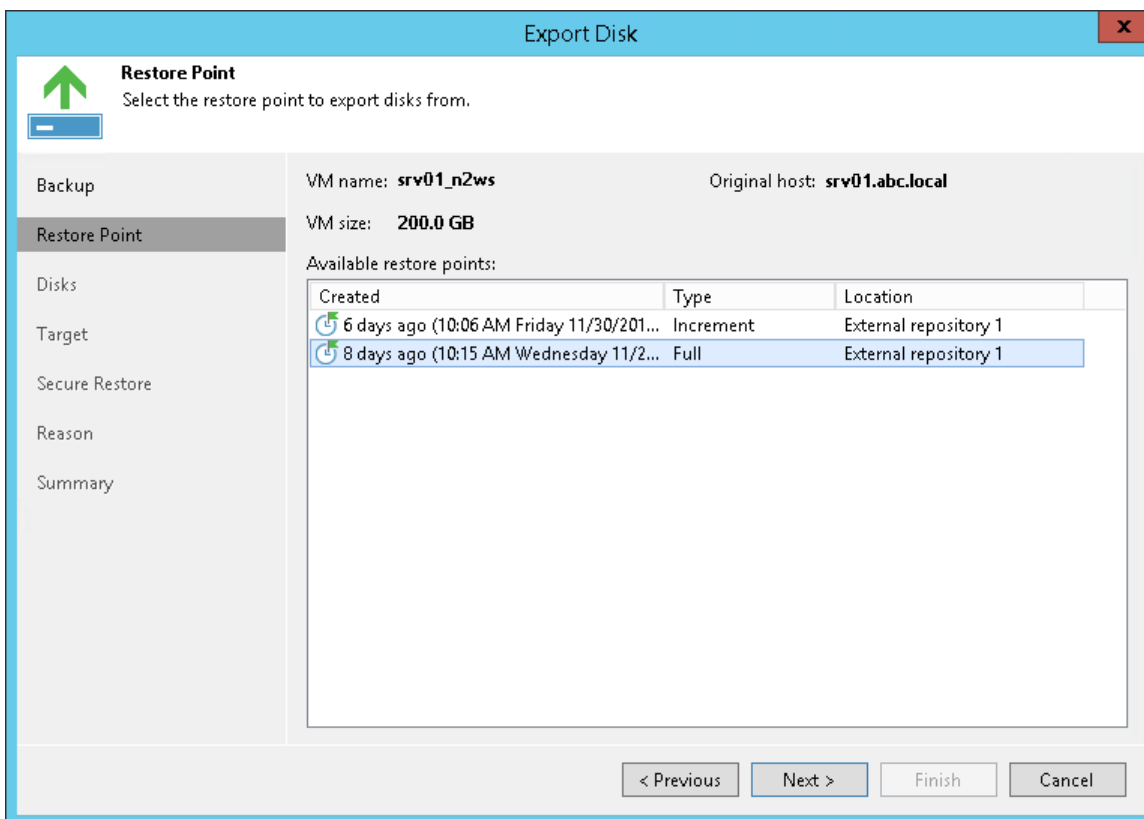 Export Disk
x
Restore Point
Select the restore point to export disks from.
Backup
Restore Point
Disks
Target
Secure Restore
Reason
Summary
VM name: srv01_n2ws Original host: srv01.abc.local
VM size: 200.0 GB
Available restore points:
Created Type Location
6 days ago (10:06 AM Friday 11/30/201... Increment External repository 1
8 days ago (10:15 AM Wednesday 11/2... Full External repository 1
< Previous Next > Finish Cancel